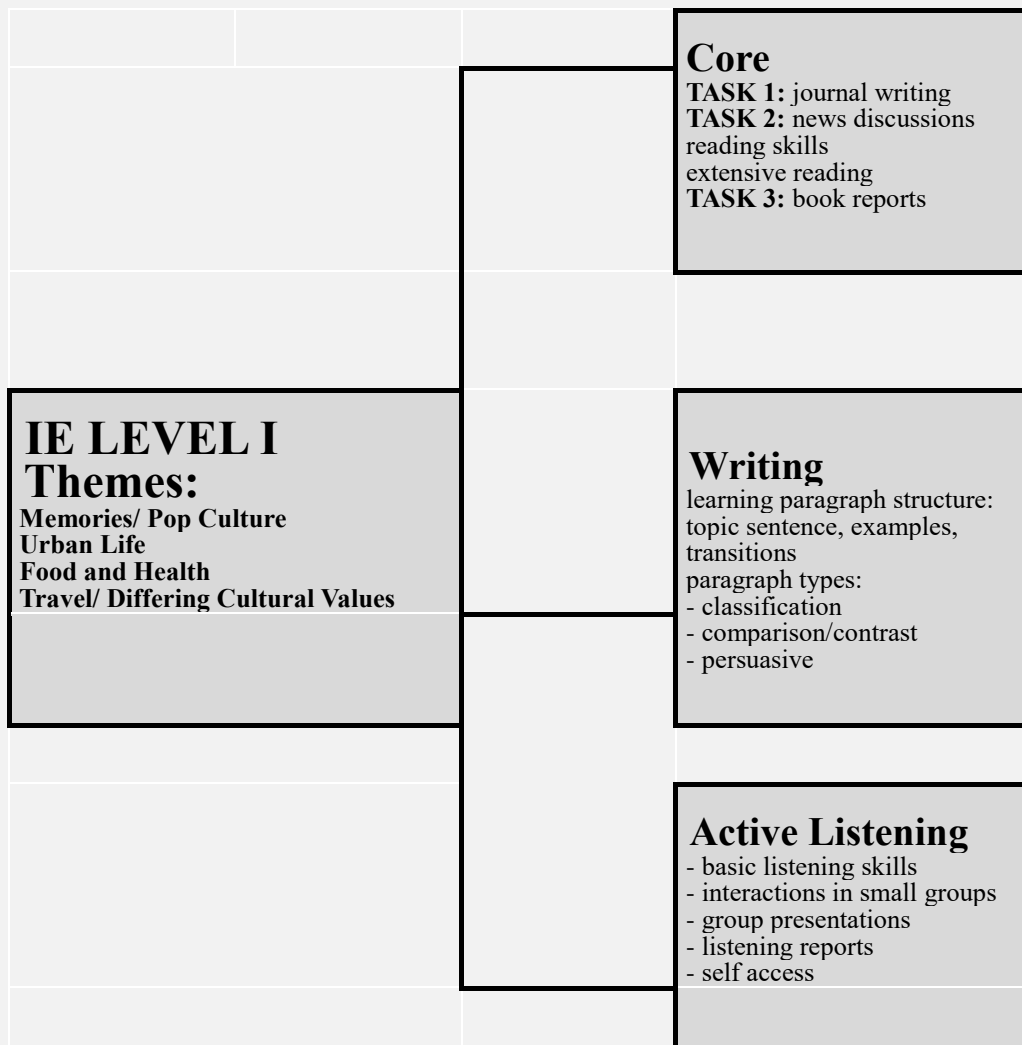 IE LEVEL I
Themes:
Memories/ Pop Culture
Urban Life
Food and Health
Travel/ Differing Cultural Values
Core
TASK 1: journal writing
TASK 2: news discussions
reading skills
extensive reading
TASK 3: book reports
Writing
learning paragraph structure:
topic sentence, examples,
transitions
paragraph types:
- classification
- comparison/contrast
- persuasive
Active Listening
- basic listening skills
- interactions in small groups
- group presentations
- listening reports
- self access